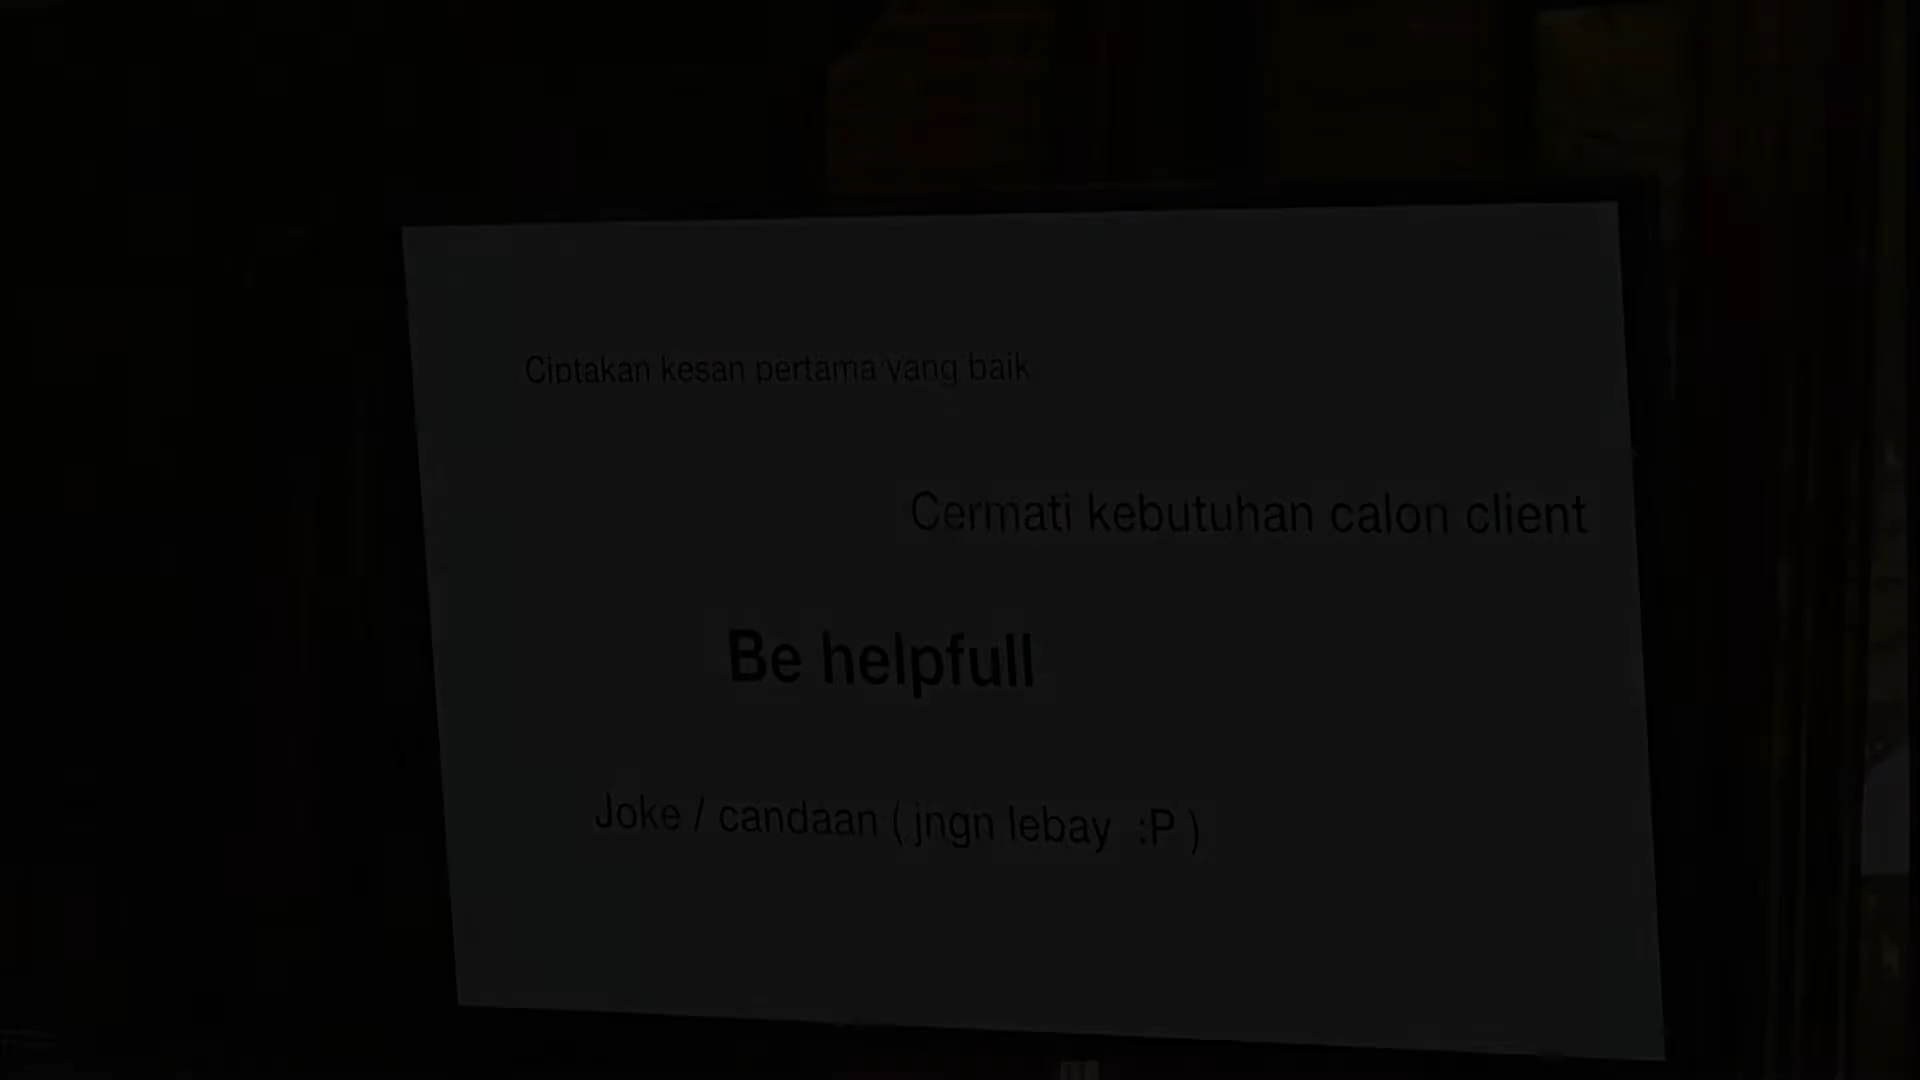 Ciptakan kesan pertama yang baik
Cermati kebutuhan calon client
Be helpfull
Joke / candaan ( jngn lebay :P )